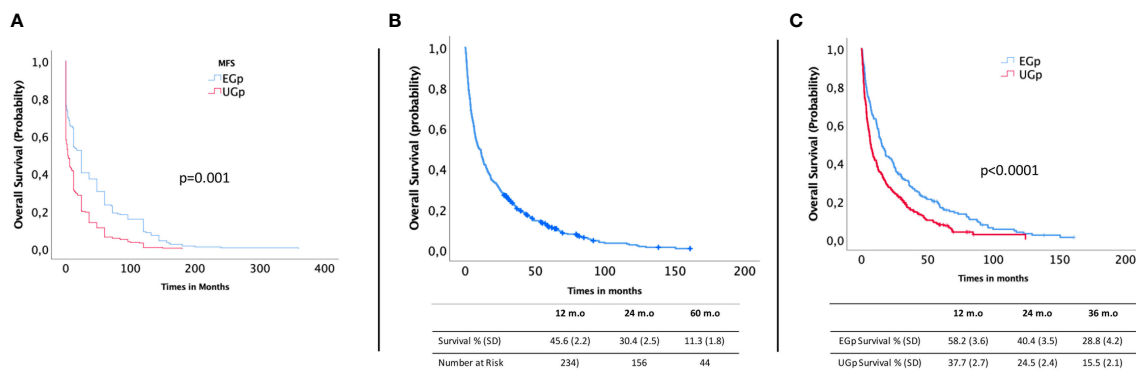 A
Overall Survival (Probability)
1,0
0,8
0,6
0,4
0,2
0,0
MFS
EGp
UGp
p=0.001
0 100 200 300 400
Times in Months
B
Overall Survival (probability)
1,0
0,8
0,6
0,4
0,2
0,0
0 50 100 150 200
Times in months
12 m.o 24 m.o 60 m.o
Survival % (SD) 45.6 (2.2) 30.4 (2.5) 11.3 (1.8)
Number at Risk 234) 156 44
C
Overall Survival (Probability)
1,0
0,8
0,6
0,4
0,2
0,0
EGp
UGp
p<0.0001
0 50 100 150 200
Times in months
12 m.o 24 m.o 36 m.o
EGp Survival % (SD) 58.2 (3.6) 40.4 (3.5) 28.8 (4.2)
UGp Survival % (SD) 37.7 (2.7) 24.5 (2.4) 15.5 (2.1)